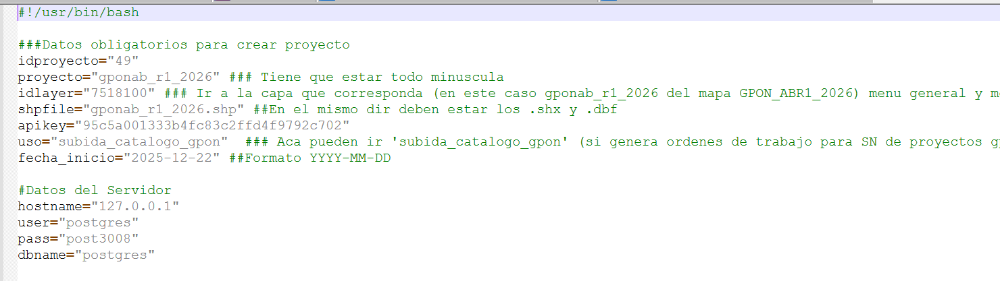 #!/usr/bin/bash
###Datos obligatorios para crear proyecto
idproyecto="49"
proyecto="gponab_r1_2026" ### Tiene que estar todo minuscula
idlayer="7518100" ### Ir a la capa que corresponda (en este caso gponab_r1_2026 del mapa GPON_ABR1_2026) menu general y m
shpfile="gponab_r1_2026.shp" ##En el mismo dir deben estar los .shx y .dbf
apikey="95c5a001333b4fc83c2ffd4f9792c702"
uso="subida_catalogo_gpon"  ### Aca pueden ir 'subida_catalogo_gpon' (si genera ordenes de trabajo para SN de proyectos g
fecha_inicio="2025-12-22" ##Formato YYYY-MM-DD
#Datos del Servidor
hostname="127.0.0.1"
user="postgres"
pass="post3008"
dbname="postgres"